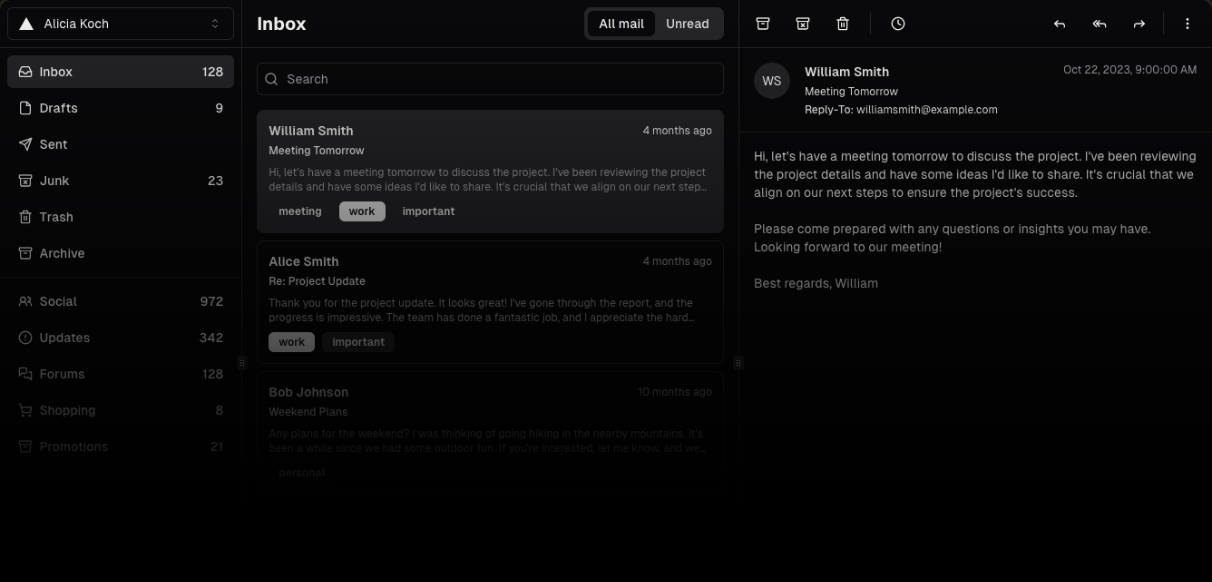 Alicia Koch
Inbox 128
Drafts 9
Sent
Junk 23
Trash
Archive
Social 972
Updates 342
Forums 128
Shopping 8
Promotions 21
Inbox
All mail Unread
Search
William Smith 4 months ago
Meeting Tomorrow
Hi, let's have a meeting tomorrow to discuss the project. I've been reviewing the project
details and have some ideas I'd like to share. It's crucial that we align on our next step...
meeting work important
Alice Smith 4 months ago
Re: Project Update
Thank you for the project update. It looks great! I've gone through the report, and the
progress is impressive. The team has done a fantastic job, and I appreciate the hard...
work important
Bob Johnson 10 months ago
Weekend Plans
Any plans for the weekend? I was thinking of going hiking in the nearby mountains. It's
been a while since we had some outdoor fun. If you're interested, let me know, and we...
personal
WS
William Smith Oct 22, 2023, 9:00:00 AM
Meeting Tomorrow
Reply-To: williamsmith@example.com
Hi, let's have a meeting tomorrow to discuss the project. I've been reviewing
the project details and have some ideas I'd like to share. It's crucial that we
align on our next steps to ensure the project's success.
Please come prepared with any questions or insights you may have.
Looking forward to our meeting!
Best regards, William